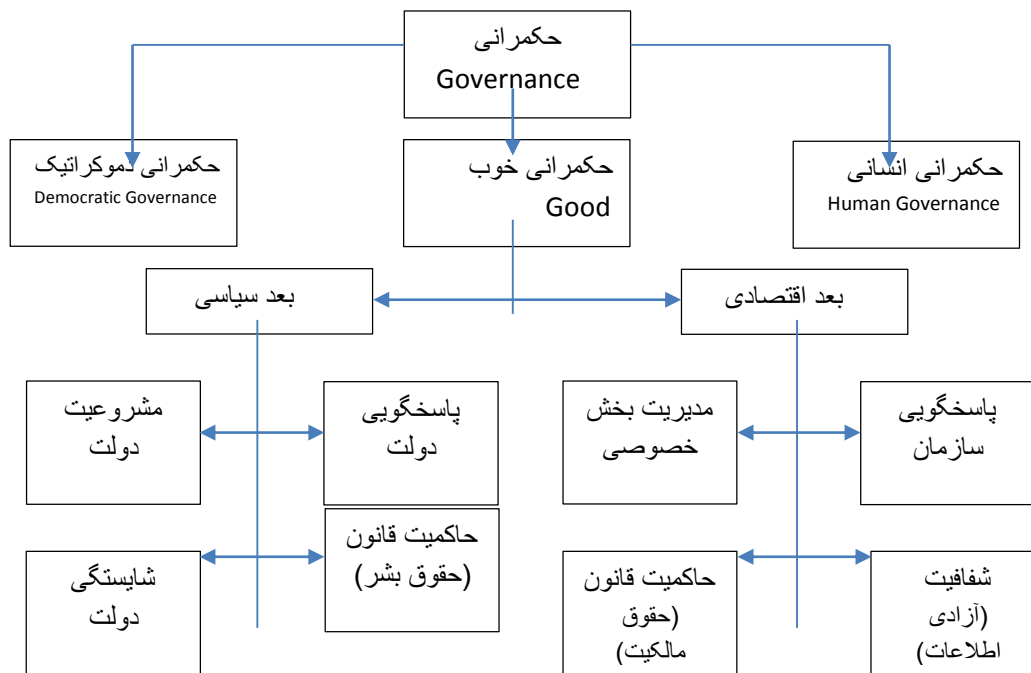 حکمرانی
Governance
حکمرانی انسانی
Human Governance
حکمرانی خوب
Good
حکمرانی دموکراتیک
Democratic Governance
بعد اقتصادی
بعد سیاسی
پاسخگویی
سازمان
مدیریت بخش
خصوصی
پاسخگویی
دولت
مشروعیت
دولت
شفافیت
(آزادی
اطلاعات)
حاکمیت قانون
(حقوق
مالکیت)
حاکمیت قانون
(حقوق بشر)
شایستگی
دولت